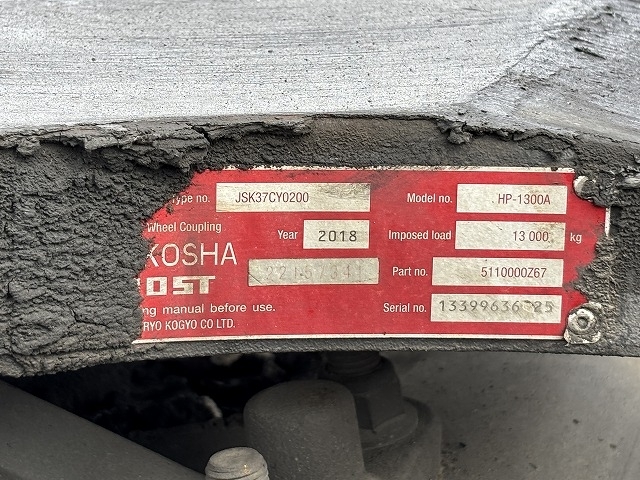 Type no. JSK37CY0200 Model no. HP-1300A
Wheel Coupling Year 2018 Imposed load 13 000 kg
KOSHA
OST Part no. 5110000Z67
ng manual before use. Serial no.
RYO KOGYO CO LTD.